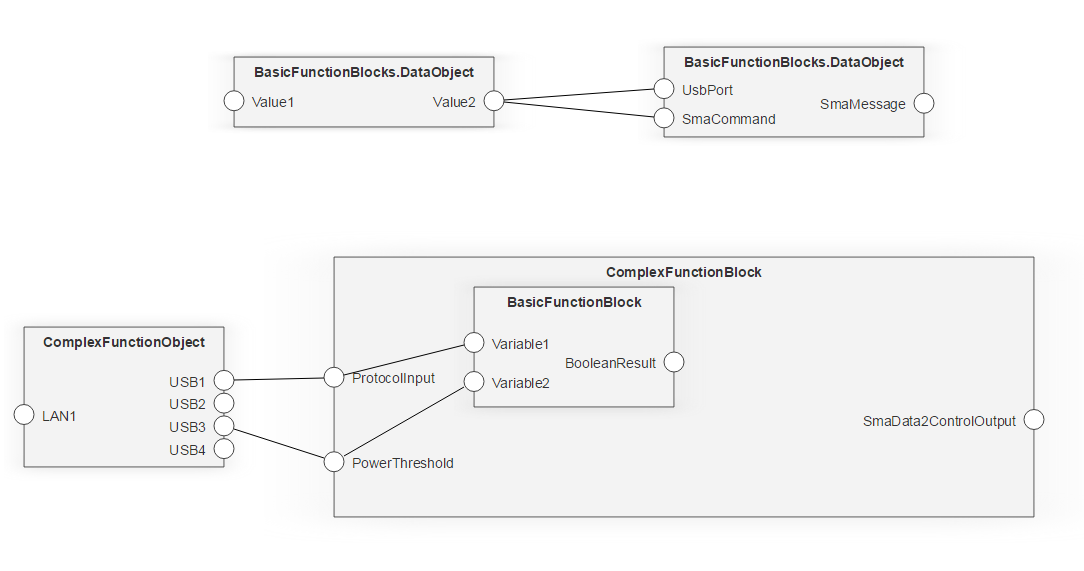 BasicFunctionBlocks.DataObject
Value1
Value2
BasicFunctionBlocks.DataObject
UsbPort
SmaCommand
SmaMessage
ComplexFunctionObject
LAN1
USB1
USB2
USB3
USB4
ComplexFunctionBlock
ProtocolInput
PowerThreshold
BasicFunctionBlock
Variable1
Variable2
BooleanResult
SmaData2ControlOutput